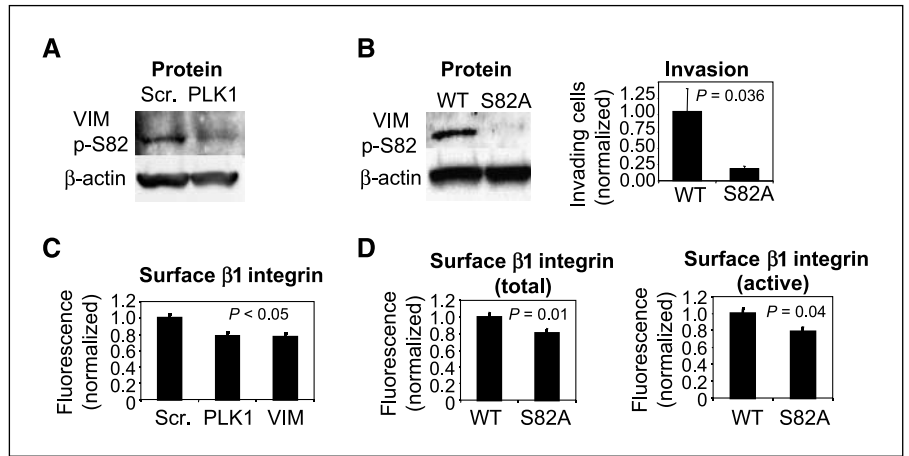 A
Protein
Scr. PLK1
VIM
p-S82
β-actin
B
Protein
WT S82A
VIM
p-S82
β-actin
Invasion
P = 0.036
Invading cells
(normalized)
1.25
1.00
0.75
0.50
0.25
0.00
WT S82A
C
Surface β1 integrin
P < 0.05
Fluorescence
(normalized)
1.2
1.0
0.8
0.6
0.4
0.2
0
Scr. PLK1 VIM
D
Surface β1 integrin
(total)
P = 0.01
Fluorescence
(normalized)
1.2
1.0
0.8
0.6
0.4
0.2
0
WT S82A
Surface β1 integrin
(active)
P = 0.04
Fluorescence
(normalized)
1.2
1.0
0.8
0.6
0.4
0.2
0
WT S82A